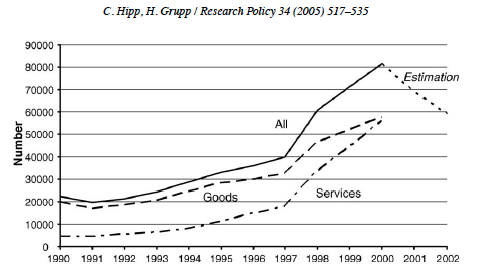 C. Hipp, H. Grupp / Research Policy 34 (2005) 517–535
90000
80000
70000
60000
50000
40000
30000
20000
10000
0
Number
All
Estimation
Goods
Services
1990 1991 1992 1993 1994 1995 1996 1997 1998 1999 2000 2001 2002